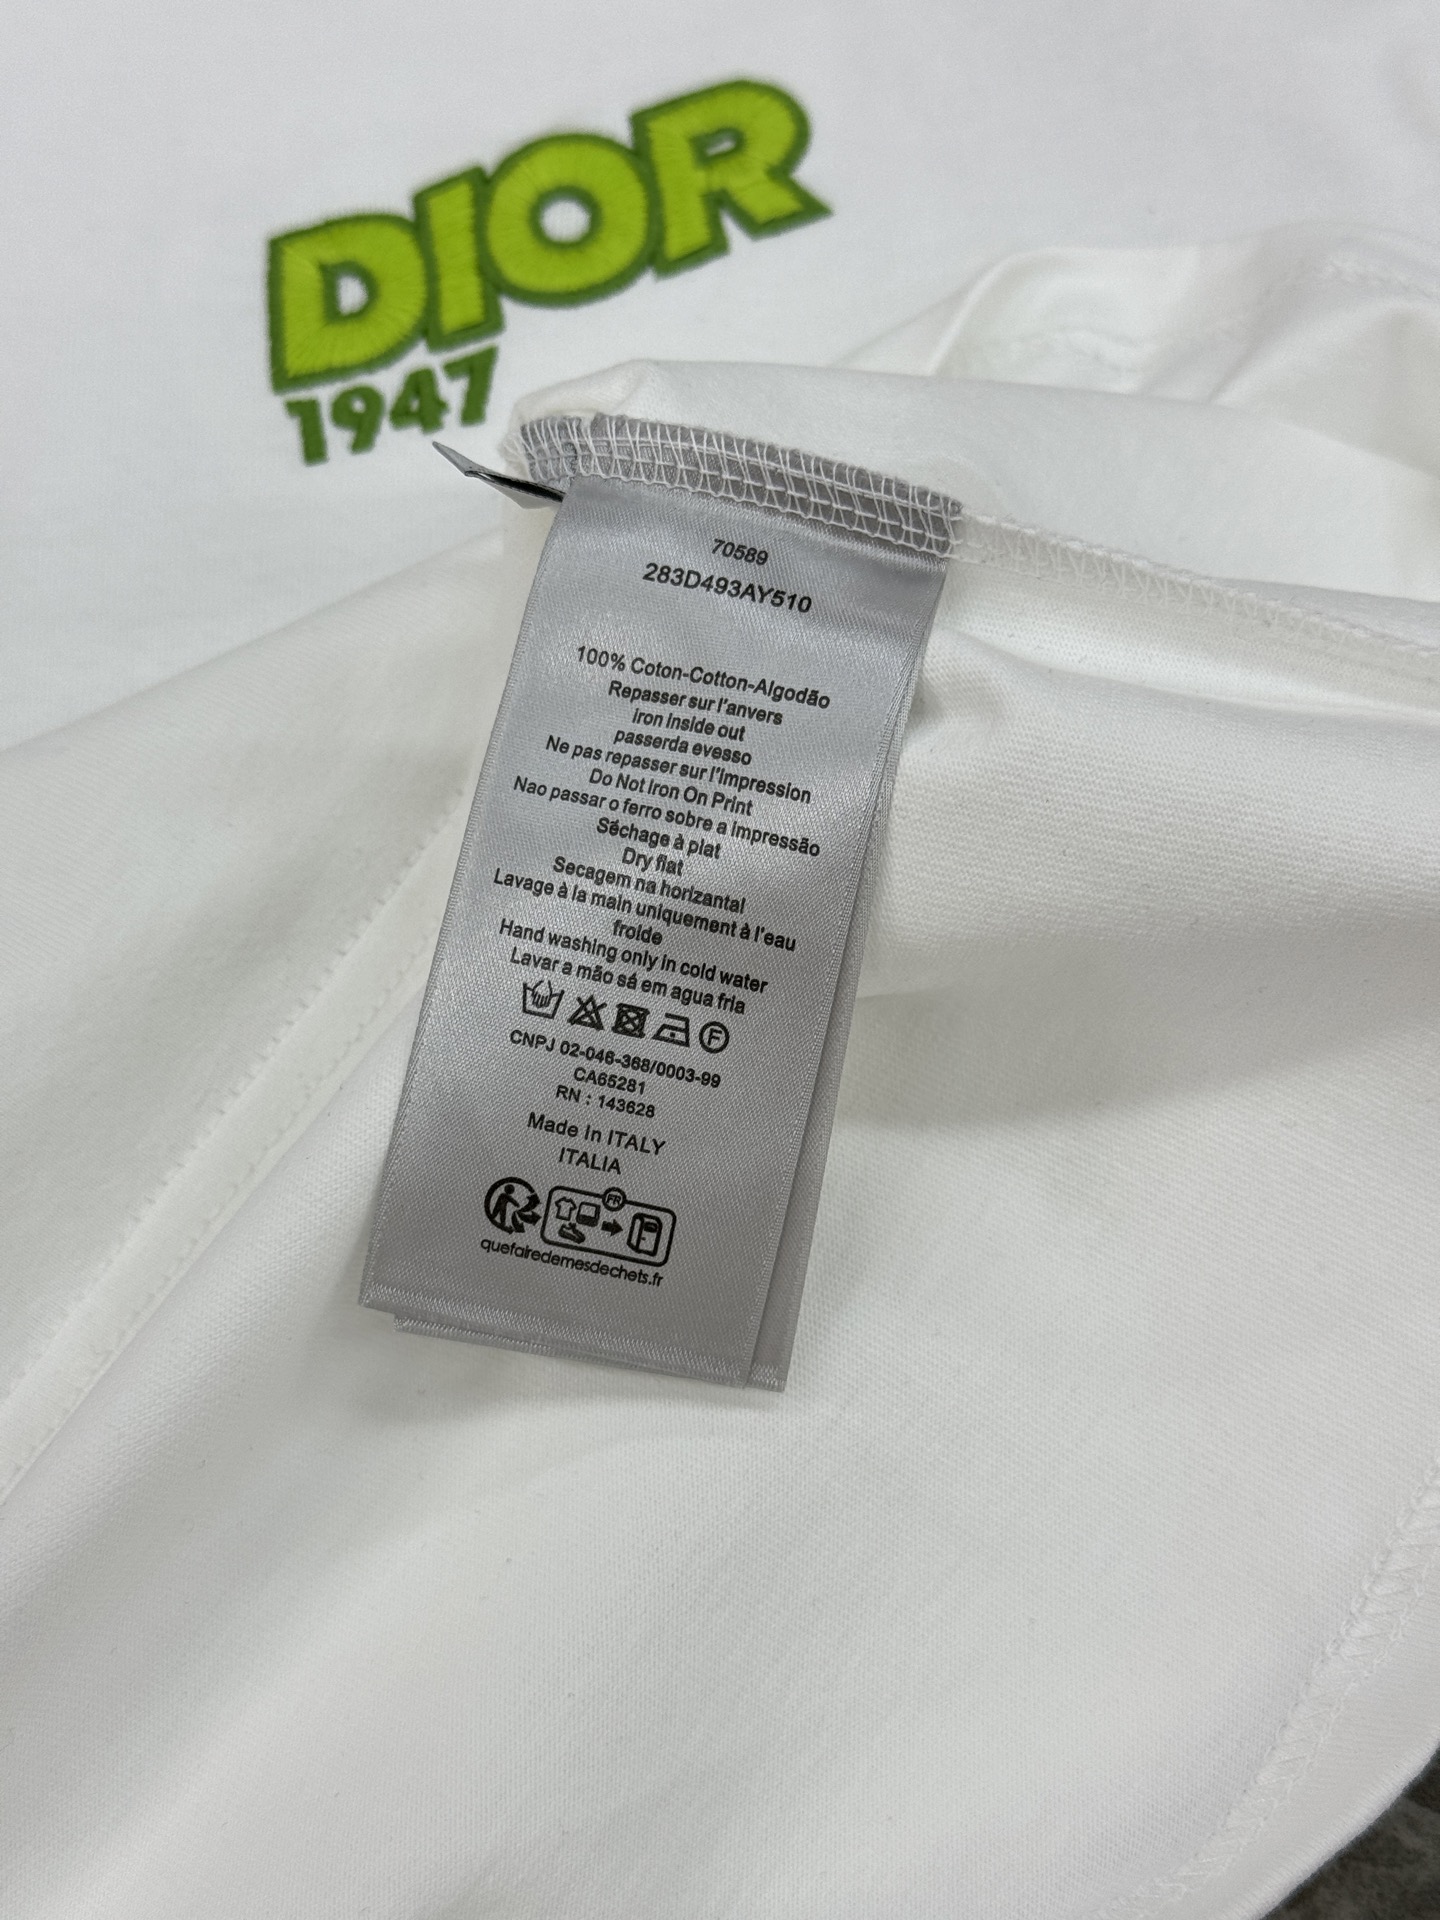 DIOR
1947
70589
283D493AY510
100% Coton-Cotton-Algodão
Repasser sur l'anvers
iron inside out
passerda evesso
Ne pas repasser sur l'impression
Do Not Iron On Print
Nao passar o ferro sobre a impressão
Séchage à plat
Dry flat
Secagem na horizantal
Lavage à la main uniquement à l'eau
froide
Hand washing only in cold water
Lavar a mão sá em agua fria
F
CNPJ 02-046-368/0003-99
CA65281
RN : 143628
Made In ITALY
ITALIA
FR
quefairedemesdechets.fr